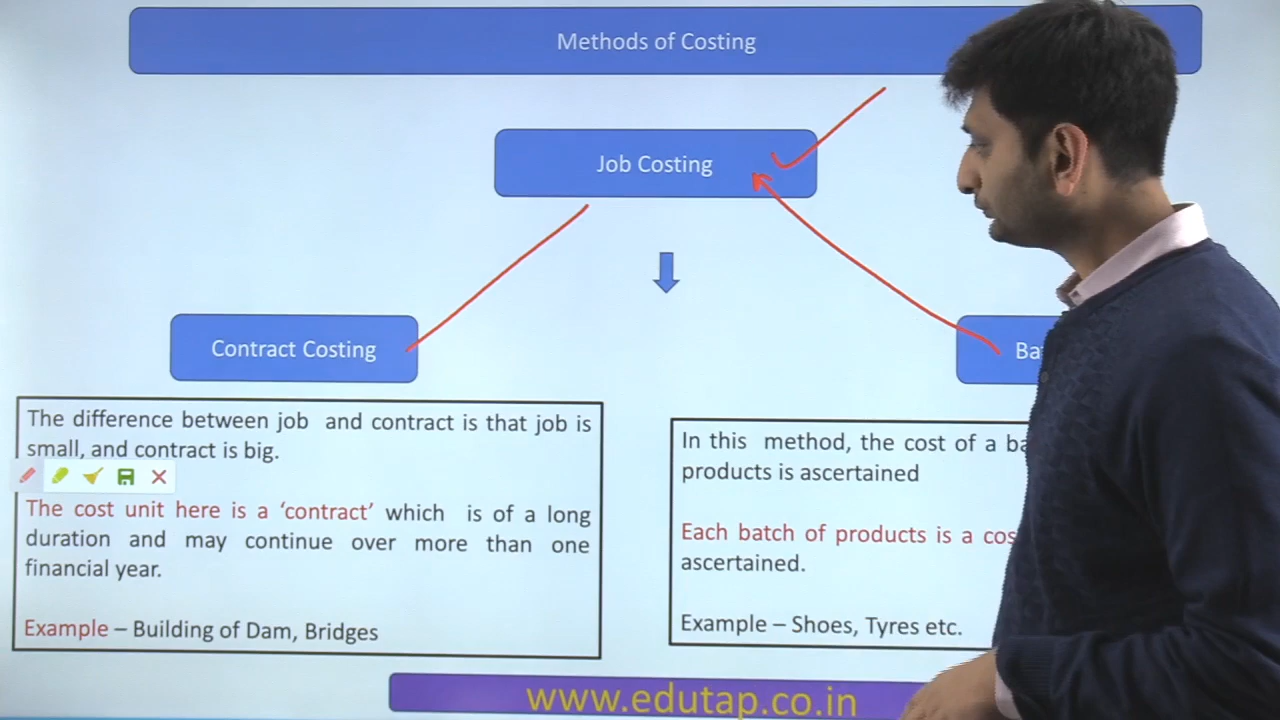 Methods of Costing
Job Costing
Contract Costing
The difference between job and contract is that job is
small, and contract is big.
The cost unit here is a ‘contract’ which is of a long
duration and may continue over more than one
financial year.
Example – Building of Dam, Bridges
In this method, the cost of a
products is ascertained
Each batch of products is a
ascertained.
Example – Shoes, Tyres etc.
www.edutap.co.in